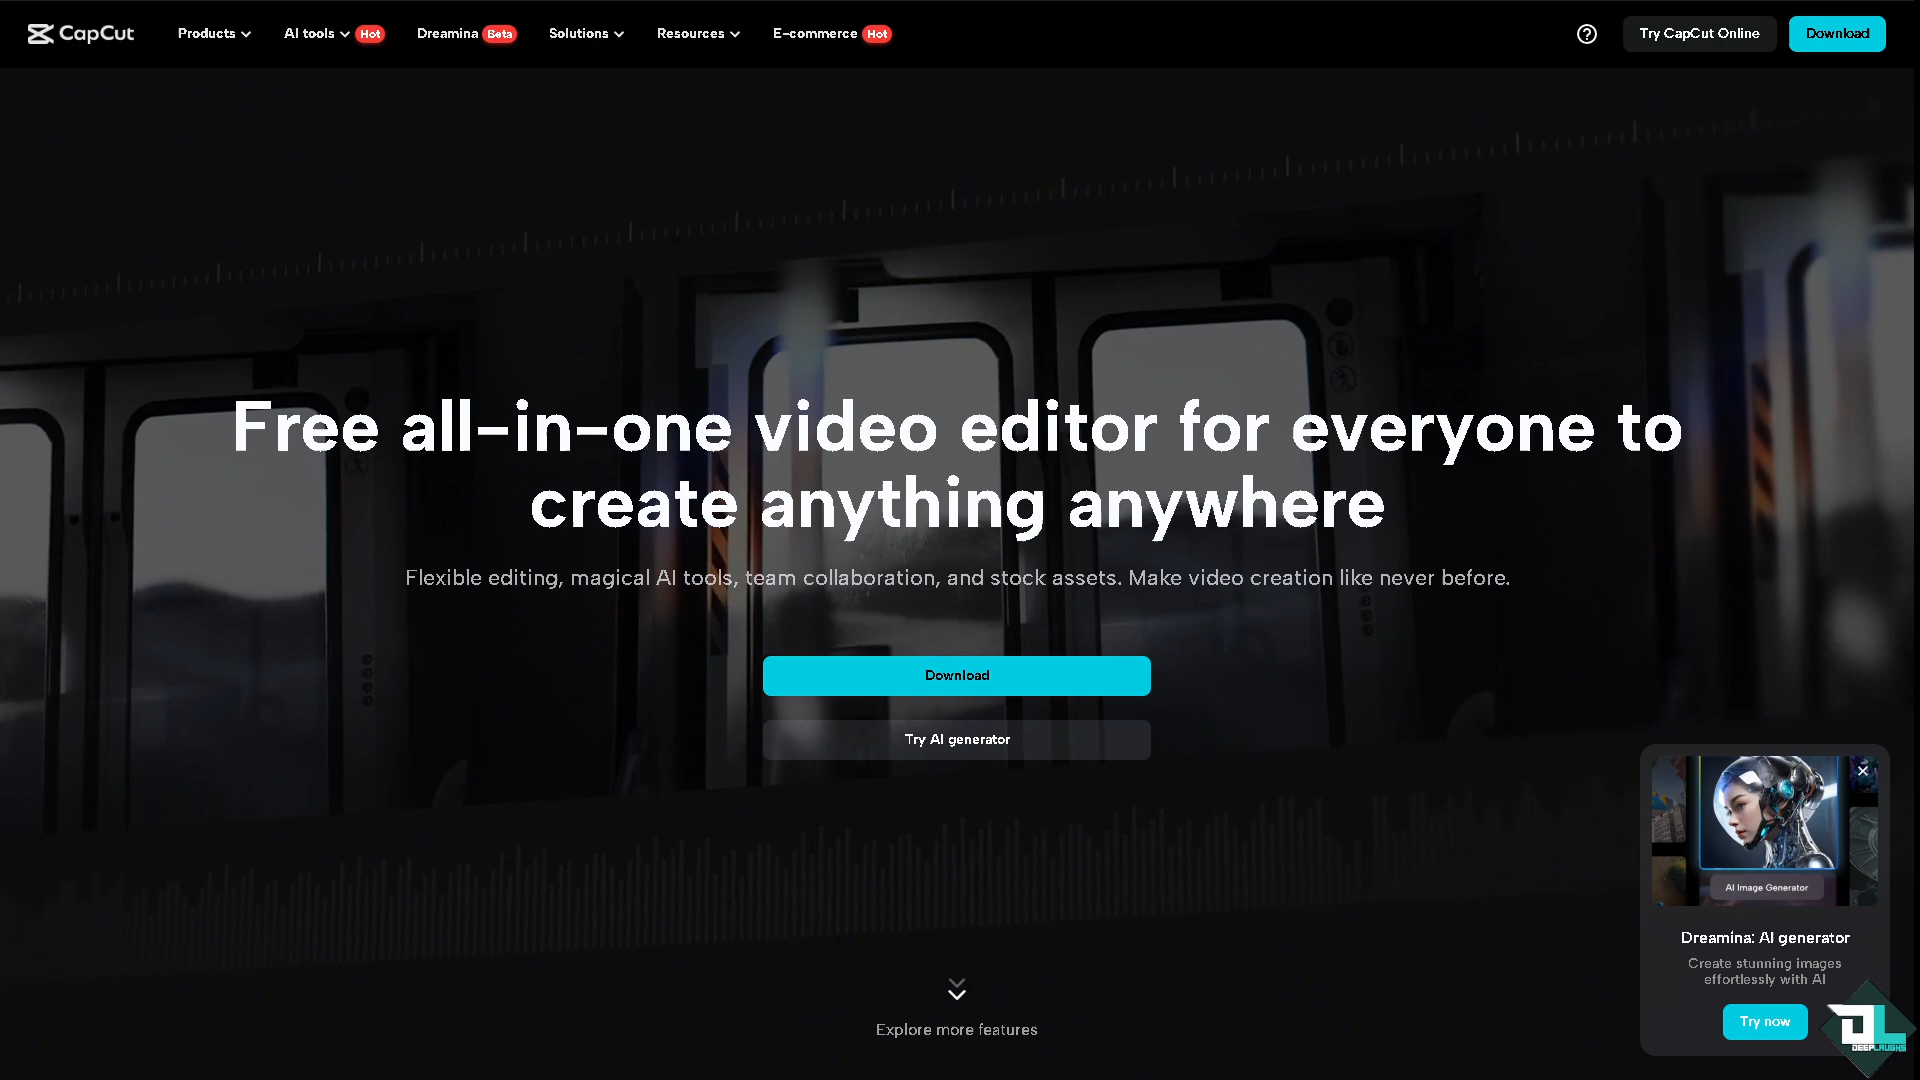 CapCut
Products
AI tools Hot
Dreamina Beta
Solutions
Resources
E-commerce Hot
Try CapCut Online
Download
Free all-in-one video editor for everyone to
create anything anywhere
Flexible editing, magical AI tools, team collaboration, and stock assets. Make video creation like never before.
Download
Try AI generator
Explore more features
AI Image Generator
Dreamina: AI generator
Create stunning images
effortlessly with AI
Try now
DEEPLAUGHS